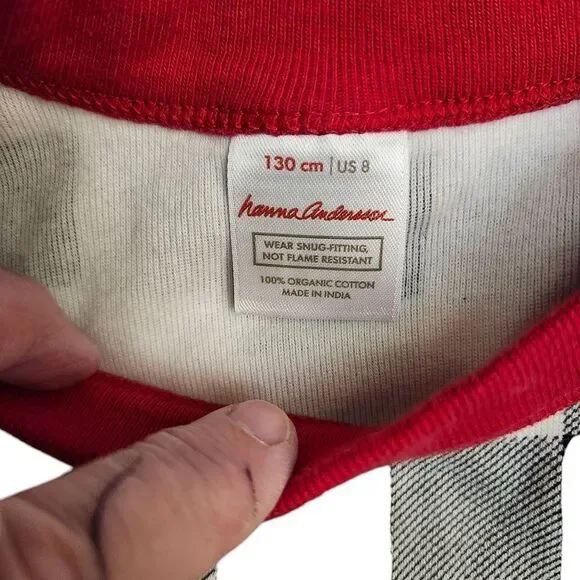 130 cm | US 8
hanna andersson
WEAR SNUG-FITTING,
NOT FLAME RESISTANT
100% ORGANIC COTTON
MADE IN INDIA